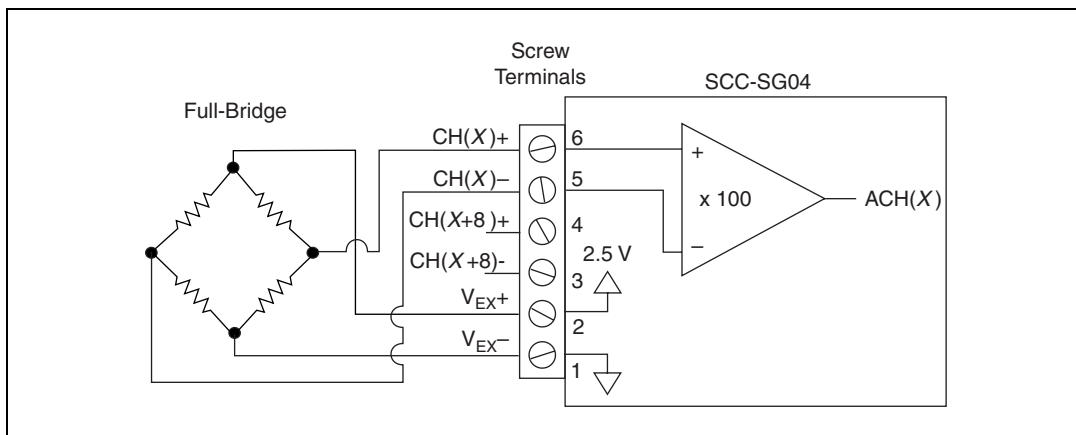 Screw
Terminals
SCC-SG04
Full-Bridge
CH(X)+
6
+
CH(X)–
5
x 100
ACH(X)
CH(X+8)+
4
–
2.5 V
CH(X+8)-
3
VEX+
2
VEX–
1